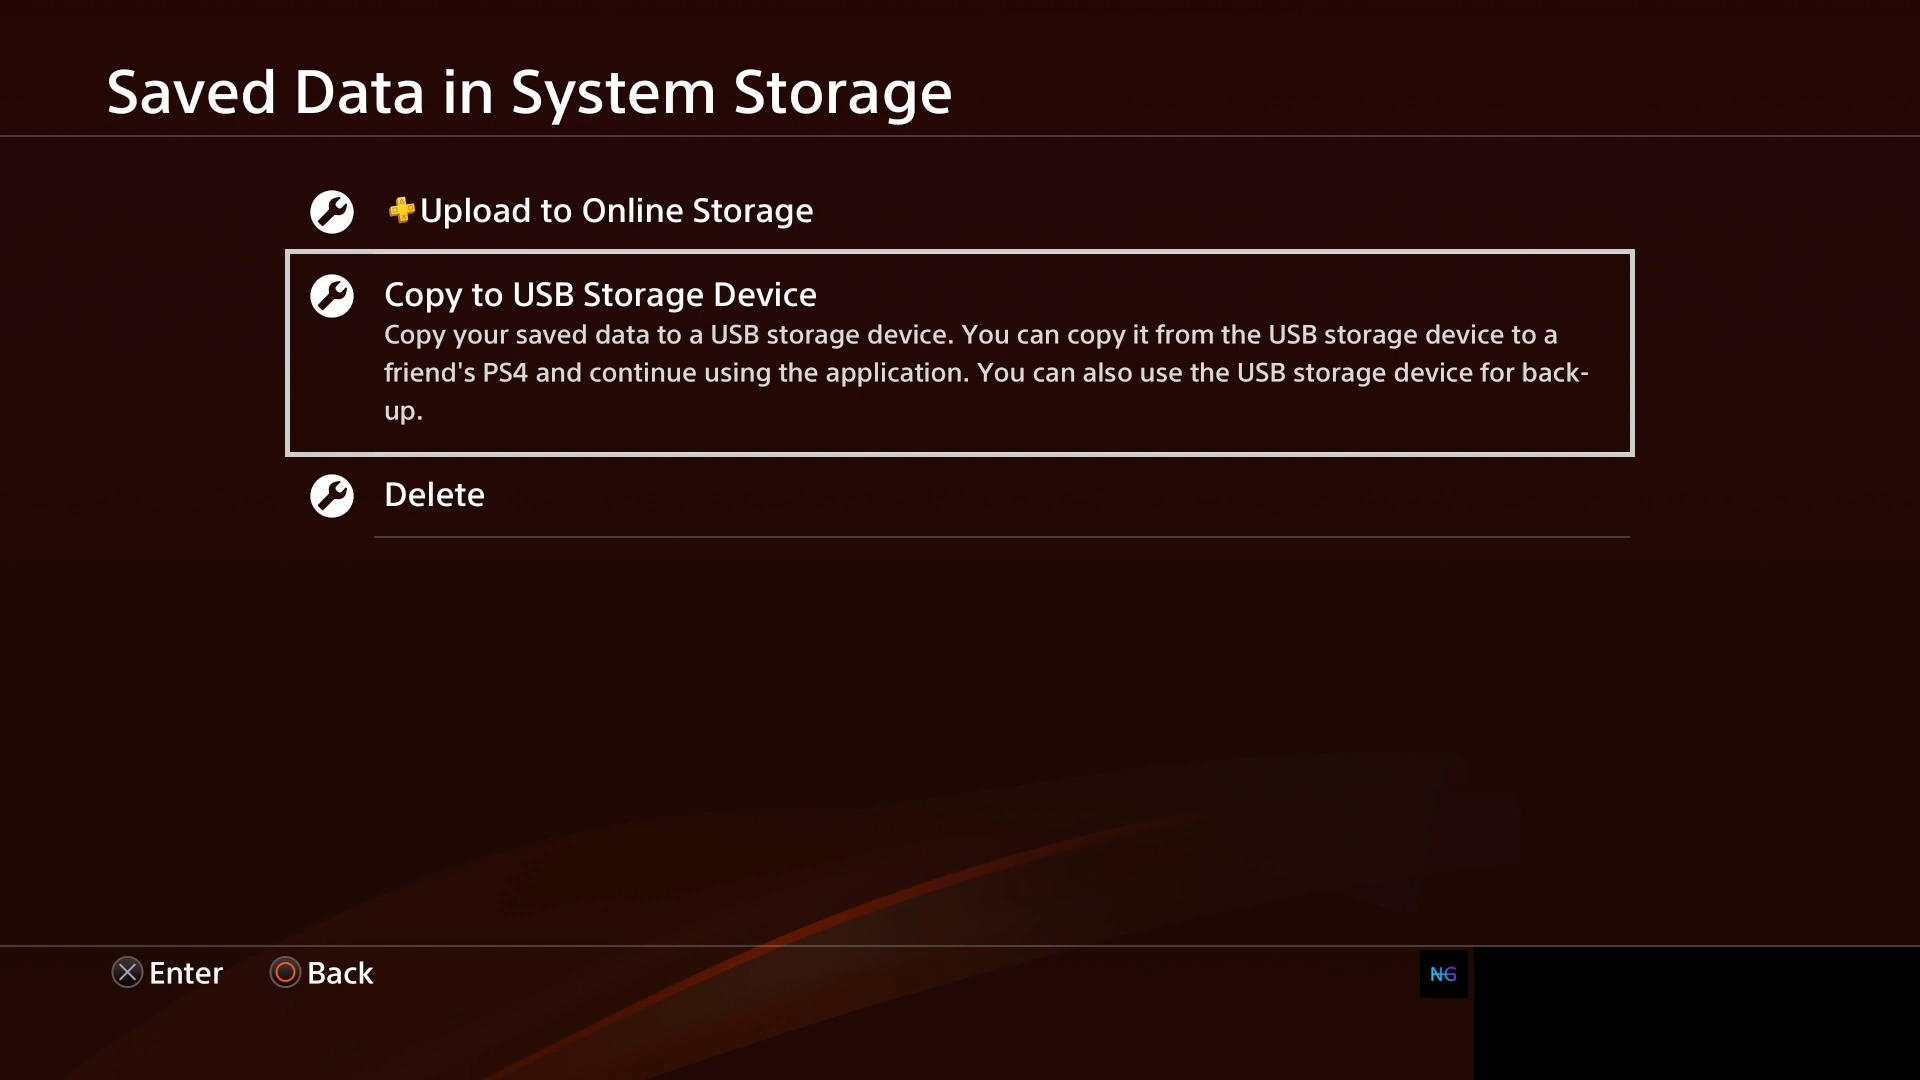 Saved Data in System Storage
Upload to Online Storage
Copy to USB Storage Device
Copy your saved data to a USB storage device. You can copy it from the USB storage device to a
friend's PS4 and continue using the application. You can also use the USB storage device for back-
up.
Delete
Enter Back
NG